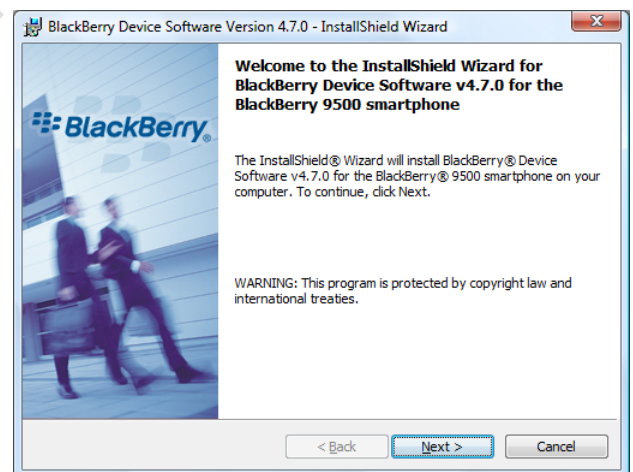 BlackBerry Device Software Version 4.7.0 - InstallShield Wizard
Welcome to the InstallShield Wizard for
BlackBerry Device Software v4.7.0 for the
BlackBerry 9500 smartphone
BlackBerry®
The InstallShield® Wizard will install BlackBerry® Device
Software v4.7.0 for the BlackBerry® 9500 smartphone on your
computer. To continue, click Next.
WARNING: This program is protected by copyright law and
international treaties.
< Back Next > Cancel